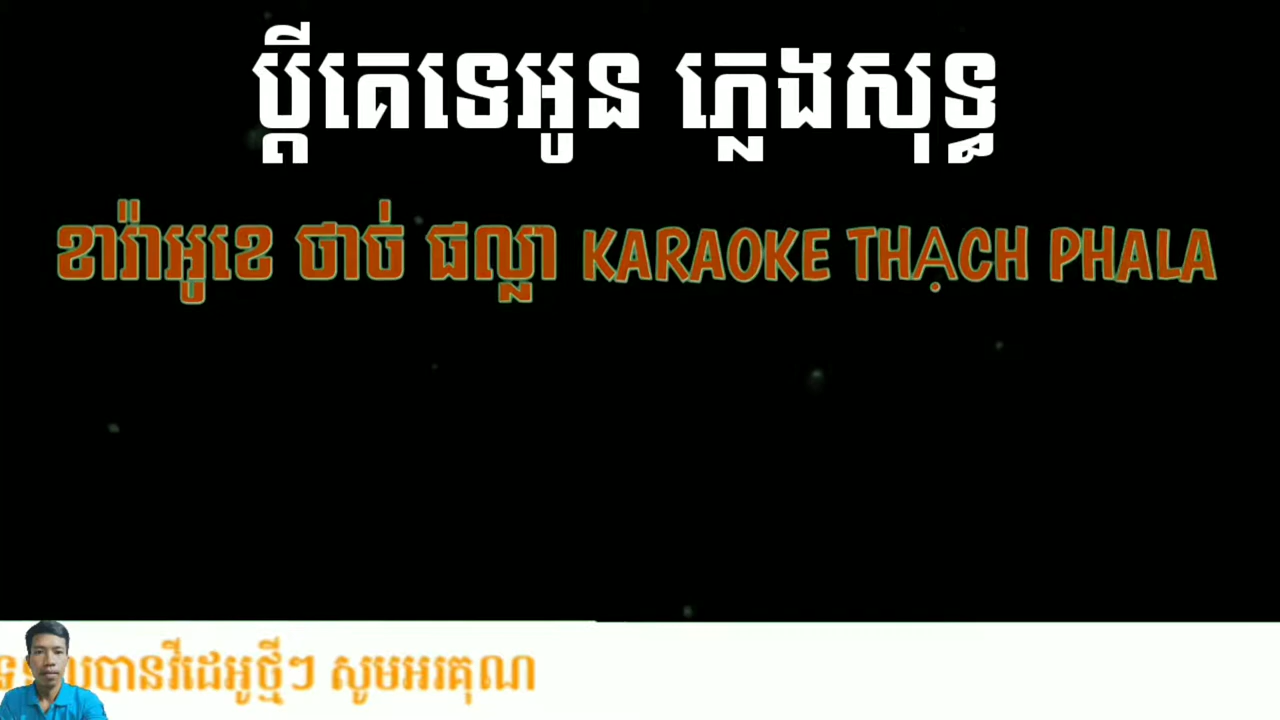 ប្ដីគេទេអូន ភ្លេងសុទ្ធ
ខារ៉ាអូខេ ថាច់ ផល្លា KARAOKE THẠCH PHALA
បានវីដេអូថ្មីៗ សូមអរគុណ